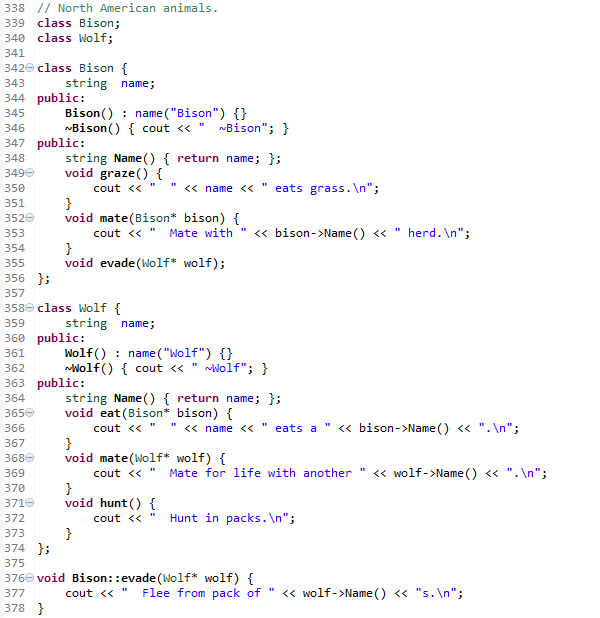 338 // North American animals.
339 class Bison;
340 class Wolf;
341
342 class Bison {
343     string  name;
344 public:
345     Bison() : name("Bison") {}
346     ~Bison() { cout << "  ~Bison"; }
347 public:
348     string Name() { return name; };
349     void graze() {
350         cout << "  " << name << " eats grass.\n";
351     }
352     void mate(Bison* bison) {
353         cout << "  Mate with " << bison->Name() << " herd.\n";
354     }
355     void evade(Wolf* wolf);
356 };
357
358 class Wolf {
359     string  name;
360 public:
361     Wolf() : name("Wolf") {}
362     ~Wolf() { cout << " ~Wolf"; }
363 public:
364     string Name() { return name; };
365     void eat(Bison* bison) {
366         cout << "  " << name << " eats a " << bison->Name() << ".\n";
367     }
368     void mate(Wolf* wolf) {
369         cout << "  Mate for life with another " << wolf->Name() << ".\n";
370     }
371     void hunt() {
372         cout << "  Hunt in packs.\n";
373     }
374 };
375
376 void Bison::evade(Wolf* wolf) {
377     cout << "  Flee from pack of " << wolf->Name() << "s.\n";
378 }